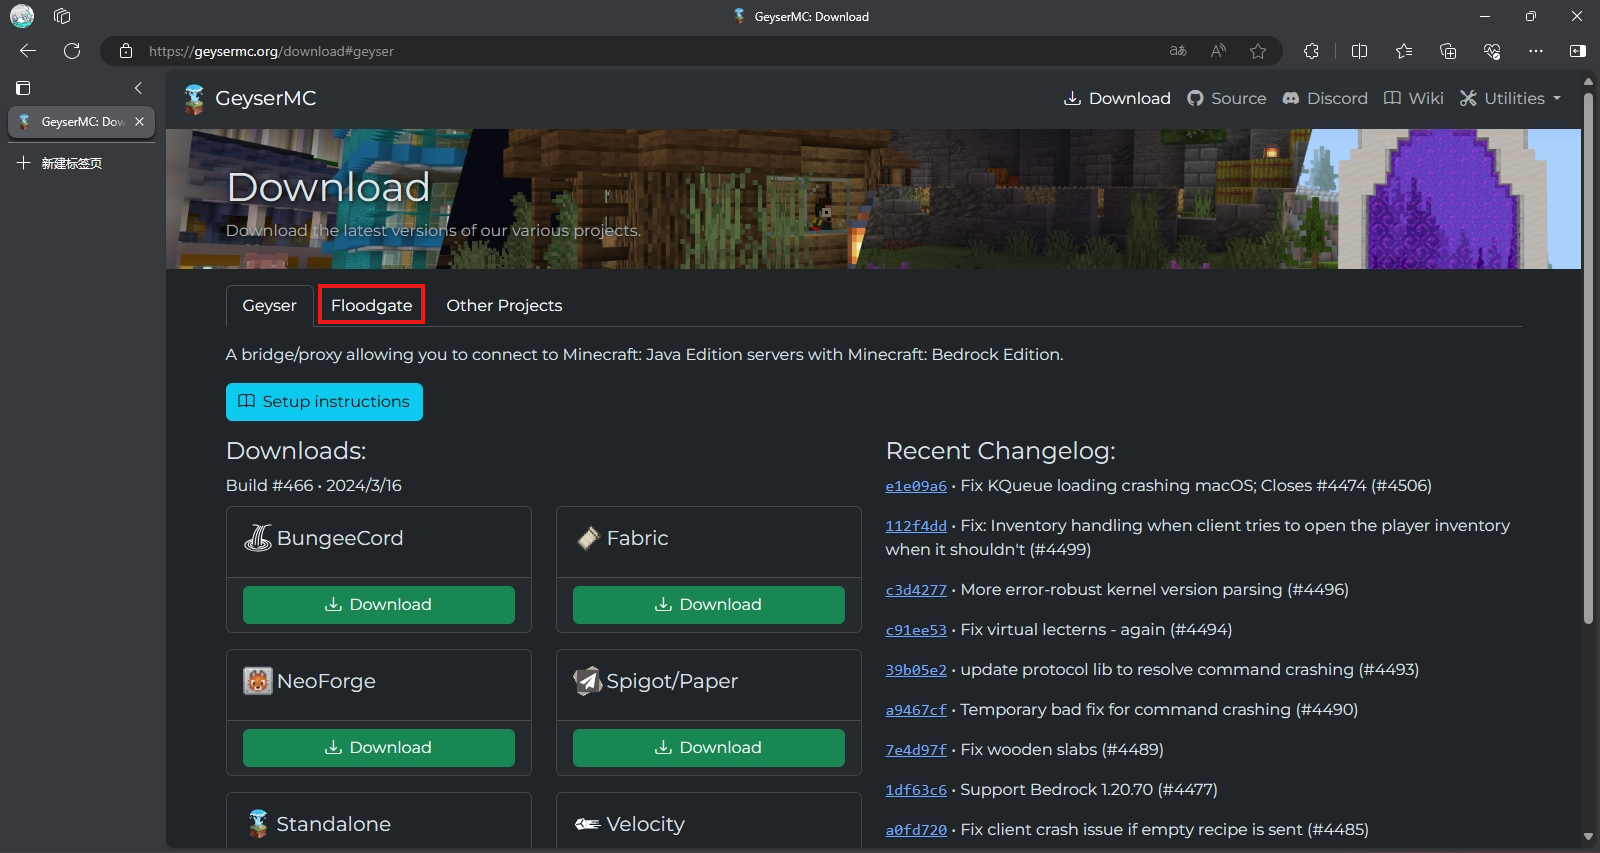 GeyserMC: Download
https://geysermc.org/download#geyser
GeyserMC: Dow
新建标签页
GeyserMC
Download
Source
Discord
Wiki
Utilities
Download
Download the latest versions of our various projects.
Geyser
Floodgate
Other Projects
A bridge/proxy allowing you to connect to Minecraft: Java Edition servers with Minecraft: Bedrock Edition.
Setup instructions
Downloads:
Build #466 • 2024/3/16
BungeeCord
Download
Fabric
Download
NeoForge
Download
Spigot/Paper
Download
Standalone
Velocity
Recent Changelog:
e1e09a6 • Fix KQueue loading crashing macOS; Closes #4474 (#4506)
112f4dd • Fix: Inventory handling when client tries to open the player inventory
when it shouldn't (#4499)
c3d4277 • More error-robust kernel version parsing (#4496)
c91ee53 • Fix virtual lecterns - again (#4494)
39b05e2 • update protocol lib to resolve command crashing (#4493)
a9467cf • Temporary bad fix for command crashing (#4490)
7e4d97f • Fix wooden slabs (#4489)
1df63c6 • Support Bedrock 1.20.70 (#4477)
a0fd720 • Fix client crash issue if empty recipe is sent (#4485)